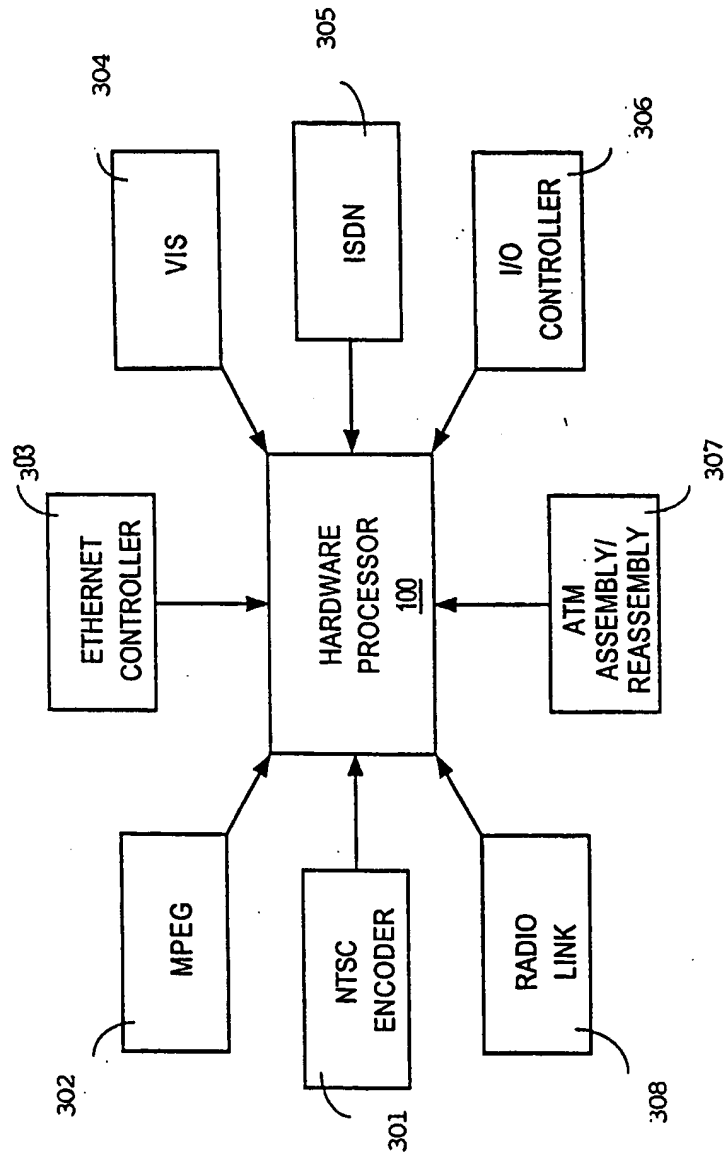 304
VIS
305
ISDN
306
I/O
CONTROLLER
303
ETHERNET
CONTROLLER
HARDWARE
PROCESSOR
100
307
ATM
ASSEMBLY/
REASSEMBLY
302
MPEG
301
NTSC
ENCODER
308
RADIO
LINK